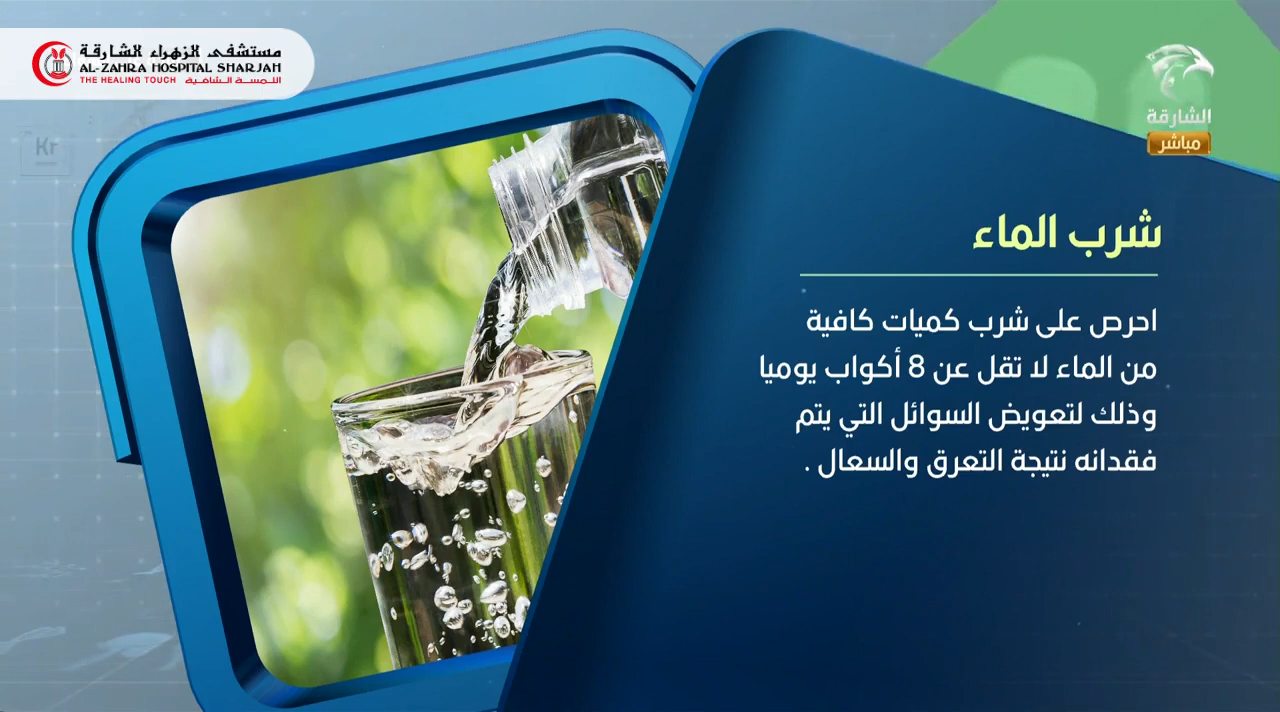 مستشفى الزهراء الشارقة
AL-ZAHRA HOSPITAL SHARJAH
THE HEALING TOUCH اللمسة الشافية
Kr
الشارقة
مباشر
شرب الماء
احرص على شرب كميات كافية
من الماء لا تقل عن 8 أكواب يوميا
وذلك لتعويض السوائل التي يتم
فقدانه نتيجة التعرق والسعال .